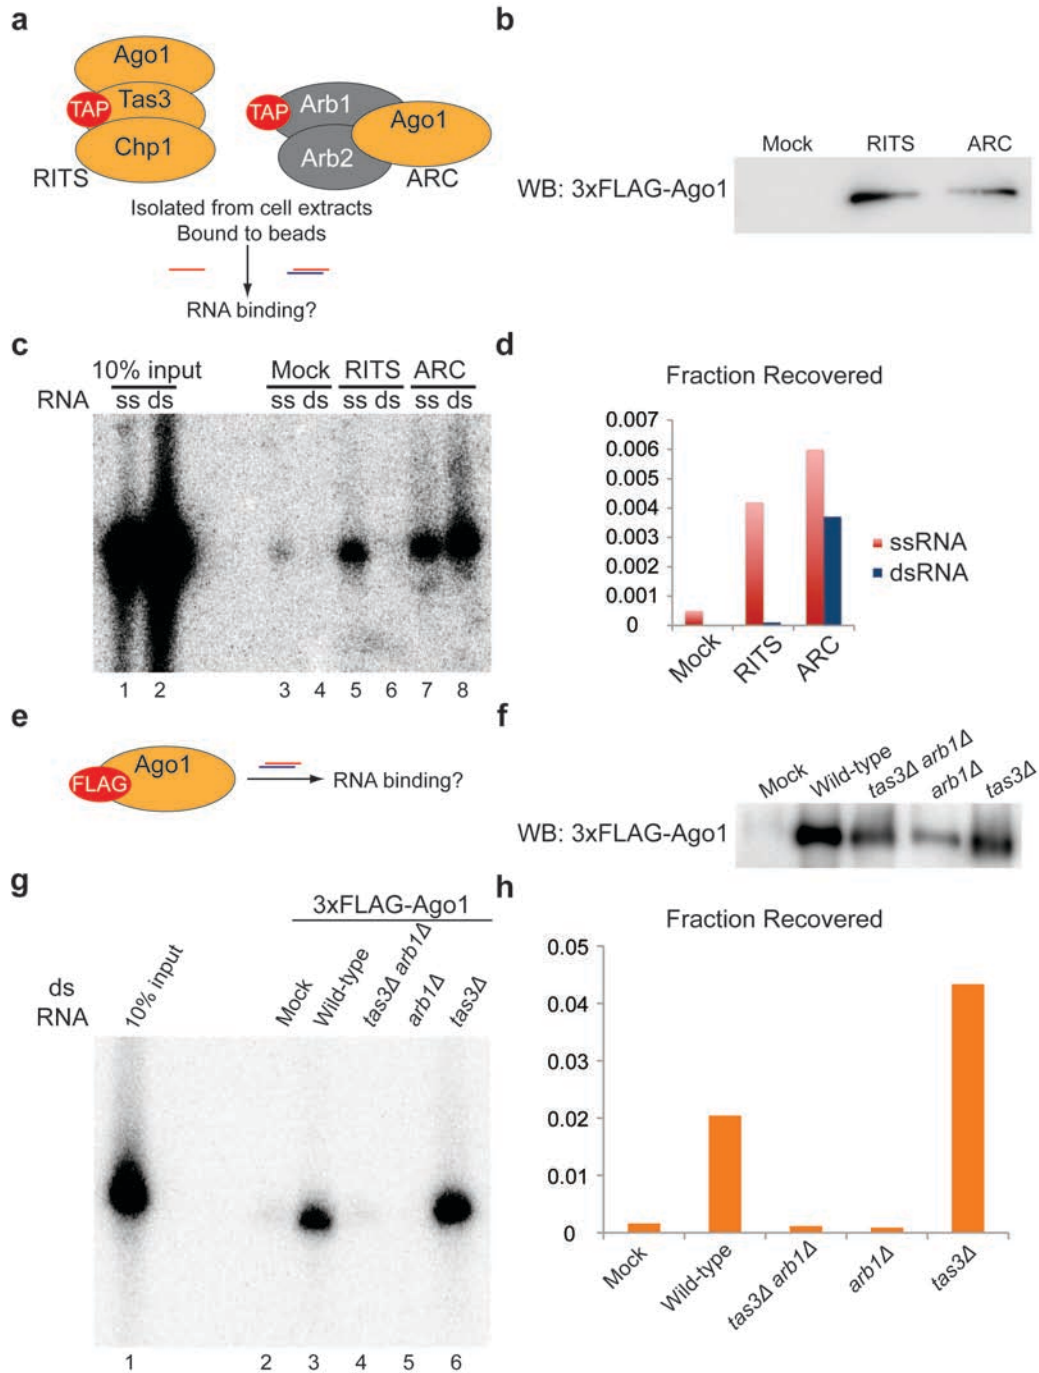 a
Ago1
TAP
Tas3
Chp1
RITS
TAP
Arb1
Ago1
Arb2
ARC
Isolated from cell extracts
Bound to beads
RNA binding?
b
Mock RITS ARC
WB: 3xFLAG-Ago1
c
10% input Mock RITS ARC
RNA ss ds ss ds ss ds ss ds
1 2 3 4 5 6 7 8
d
Fraction Recovered
0.007
0.006
0.005
0.004
0.003
0.002
0.001
0
Mock RITS ARC
ssRNA
dsRNA
e
FLAG
Ago1
RNA binding?
f
Mock Wild-type tas3Δ arb1Δ arb1Δ tas3Δ
WB: 3xFLAG-Ago1
g
3xFLAG-Ago1
ds
RNA
10% input Mock Wild-type tas3Δ arb1Δ arb1Δ tas3Δ
1 2 3 4 5 6
h
Fraction Recovered
0.05
0.04
0.03
0.02
0.01
0
Mock Wild-type tas3Δ arb1Δ arb1Δ tas3Δ